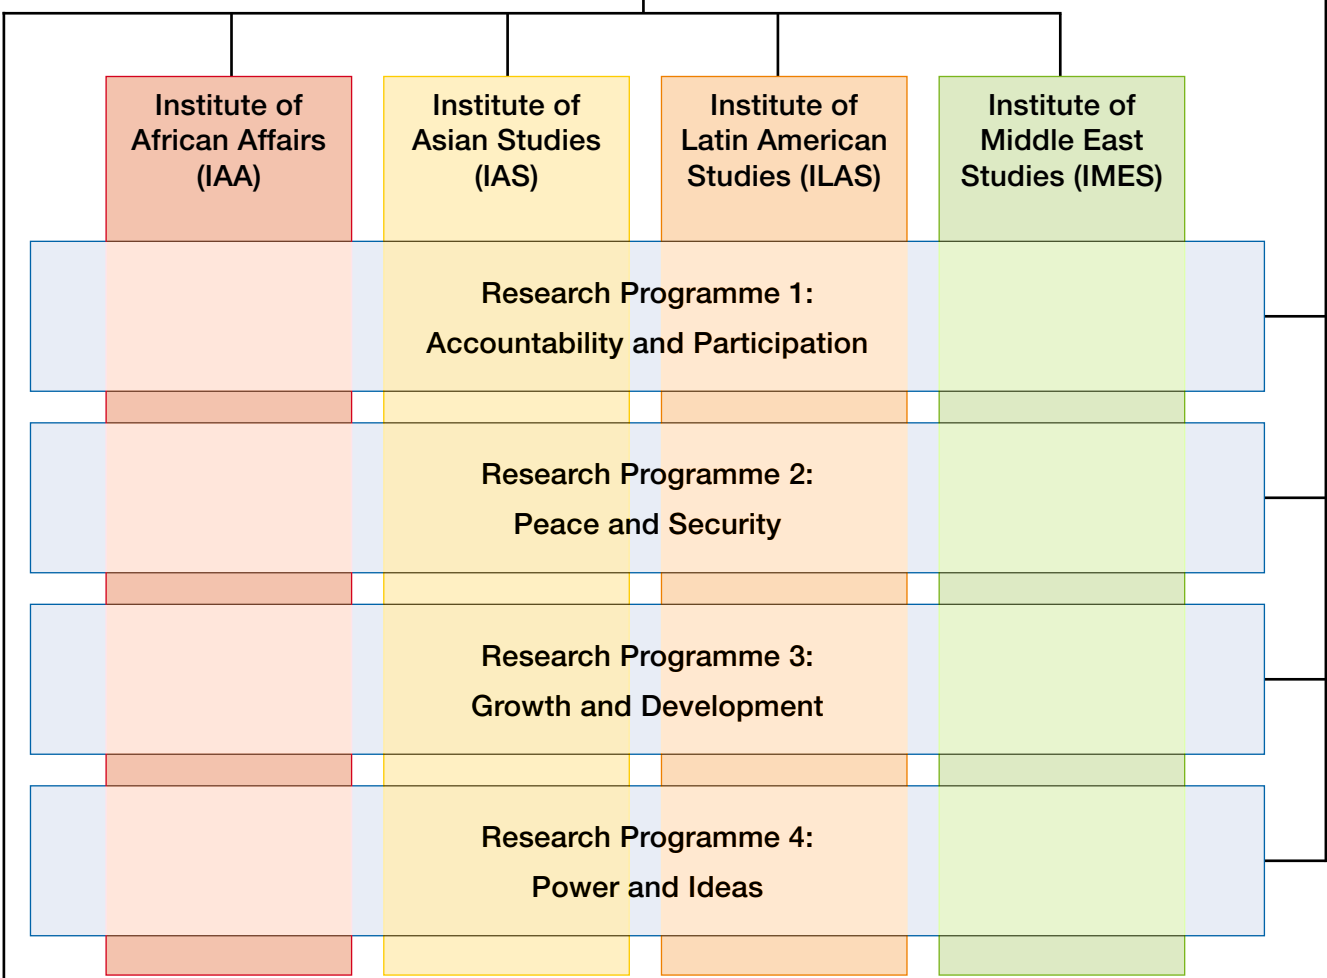 Institute of
African Affairs
(IAA)
Institute of
Asian Studies
(IAS)
Institute of
Latin American
Studies (ILAS)
Institute of
Middle East
Studies (IMES)
Research Programme 1:
Accountability and Participation
Research Programme 2:
Peace and Security
Research Programme 3:
Growth and Development
Research Programme 4:
Power and Ideas